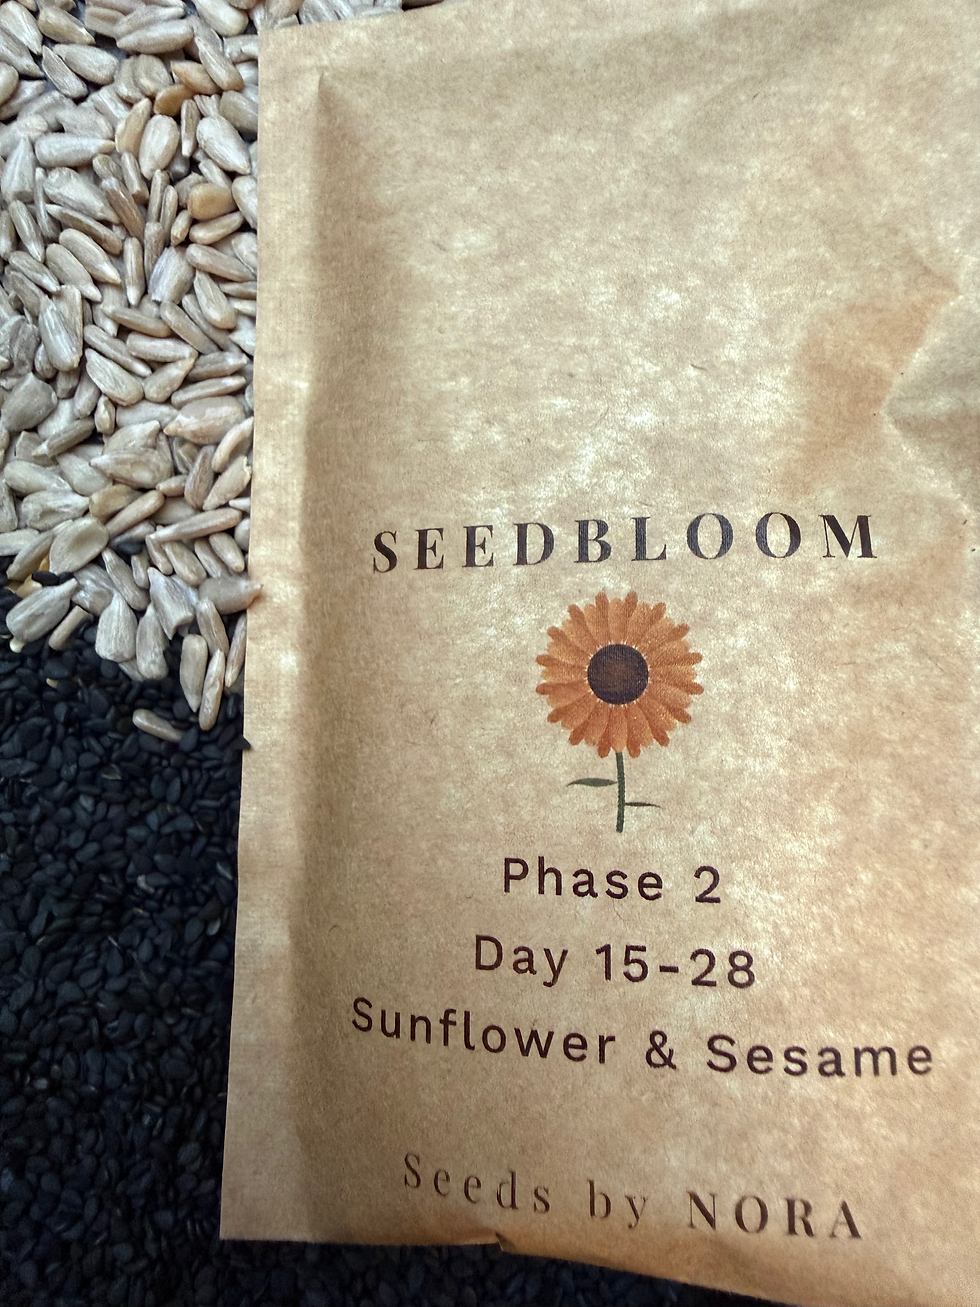 SEEDBLOOM
Phase 2
Day 15-28
Sunflower & Sesame
Seeds by NORA